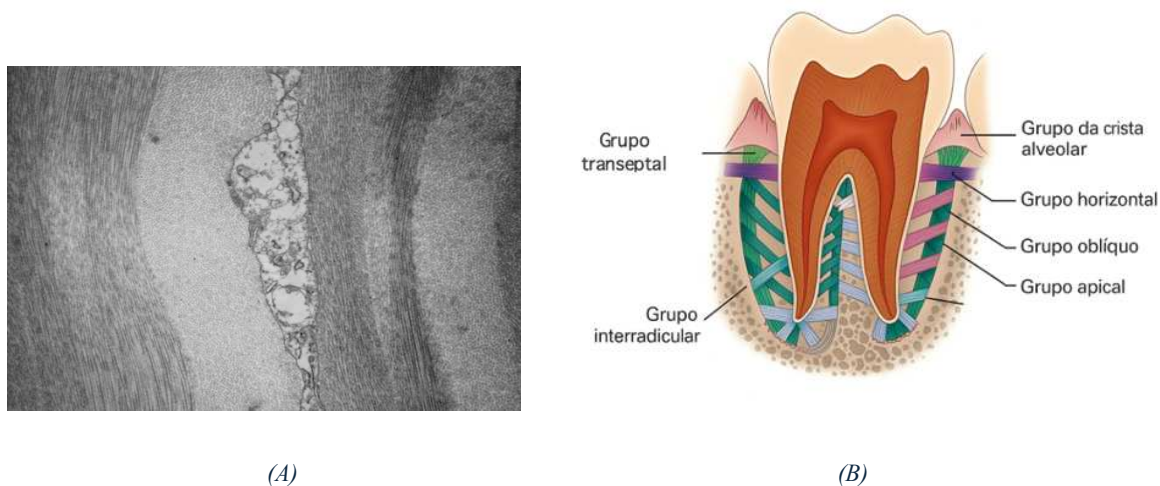 Grupo
transeptal
Grupo
interradicular
Grupo da crista
alveolar
Grupo horizontal
Grupo oblíquo
Grupo apical
(A)
(B)